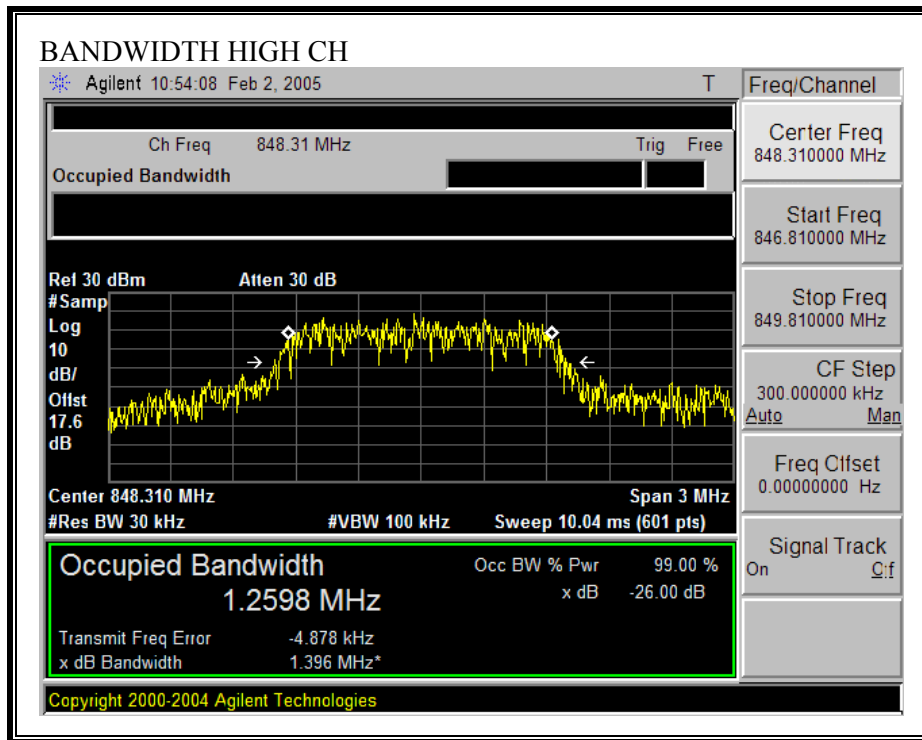 BANDWIDTH HIGH CH
Agilent 10:54:08 Feb 2, 2005 T
Freq/Channel
Ch Freq 848.31 MHz Trig Free
Occupied Bandwidth
Center Freq
848.310000 MHz
Start Freq
846.810000 MHz
Stop Freq
849.810000 MHz
CF Step
300.000000 kHz
Auto Man
Freq Offset
0.00000000 Hz
Signal Track
On Off
Ref 30 dBm Atten 30 dB
#Samp
Log
10
dB/
Offst
17.6
dB
Center 848.310 MHz Span 3 MHz
#Res BW 30 kHz #VBW 100 kHz Sweep 10.04 ms (601 pts)
Occupied Bandwidth
1.2598 MHz
Occ BW % Pwr 99.00 %
x dB -26.00 dB
Transmit Freq Error -4.878 kHz
x dB Bandwidth 1.396 MHz*
Copyright 2000-2004 Agilent Technologies